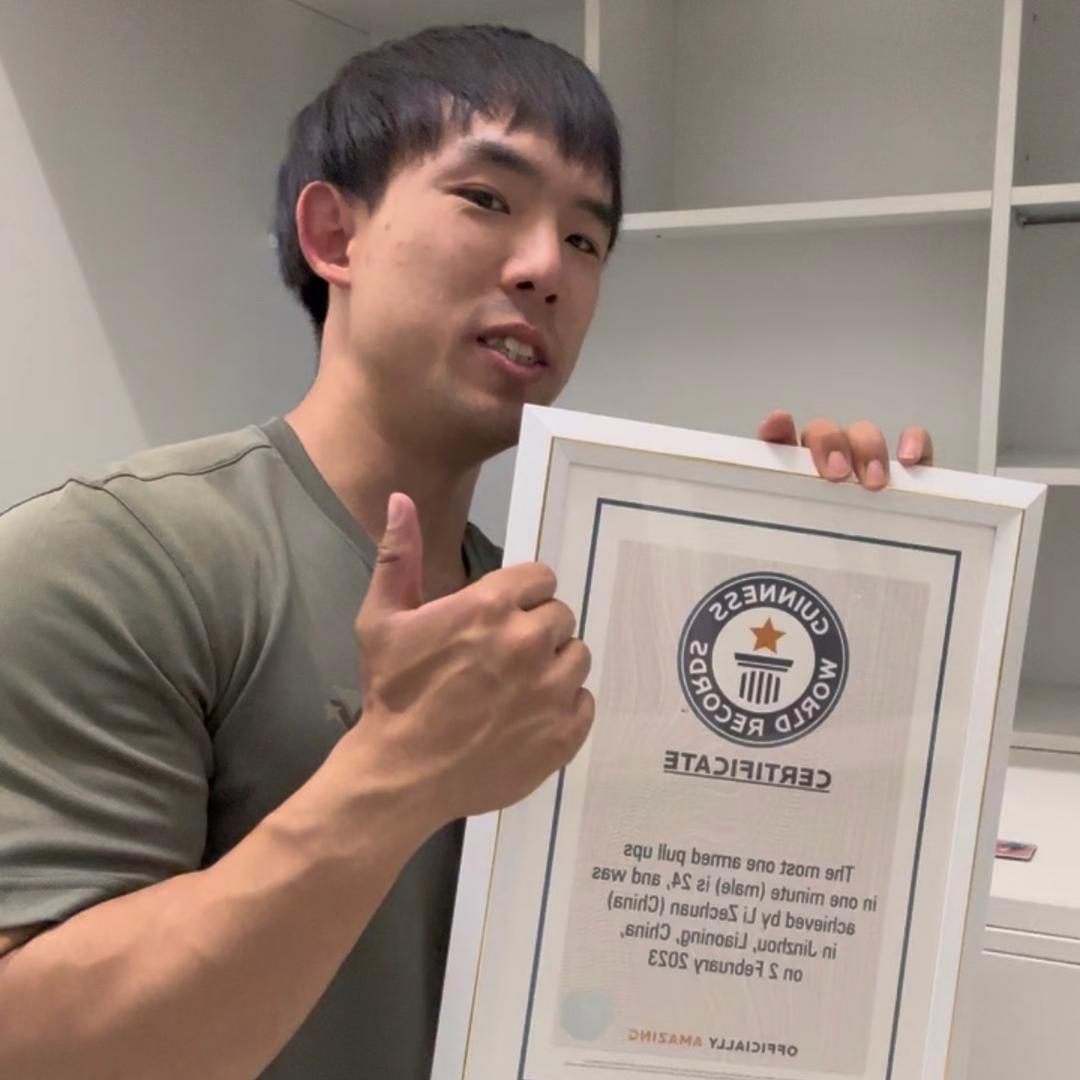 GUINNESS WORLD RECORDS
CERTIFICATE
The most one armed pull ups
in one minute (male) is 24, and was
achieved by Li Zechuan (China)
in Jinzhou, Liaoning, China,
on 2 February 2023
OFFICIALLY AMAZING